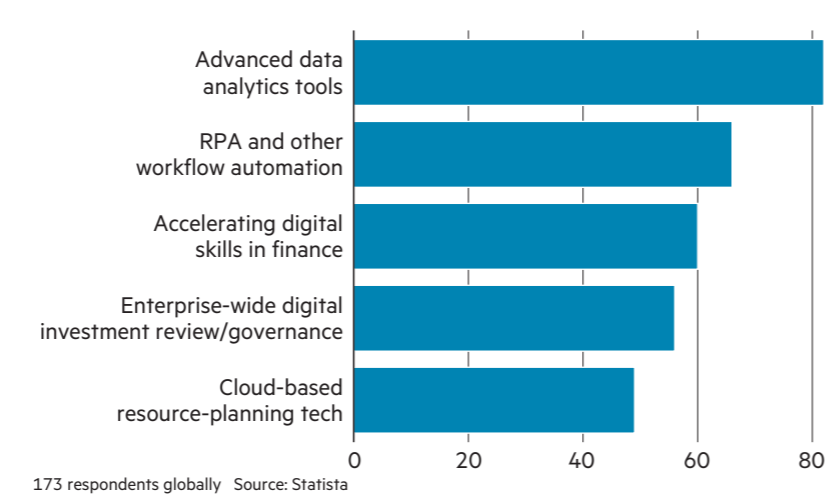 Advanced data
analytics tools
RPA and other
workflow automation
Accelerating digital
skills in finance
Enterprise-wide digital
investment review/governance
Cloud-based
resource-planning tech
0 20 40 60 80
173 respondents globally Source: Statista